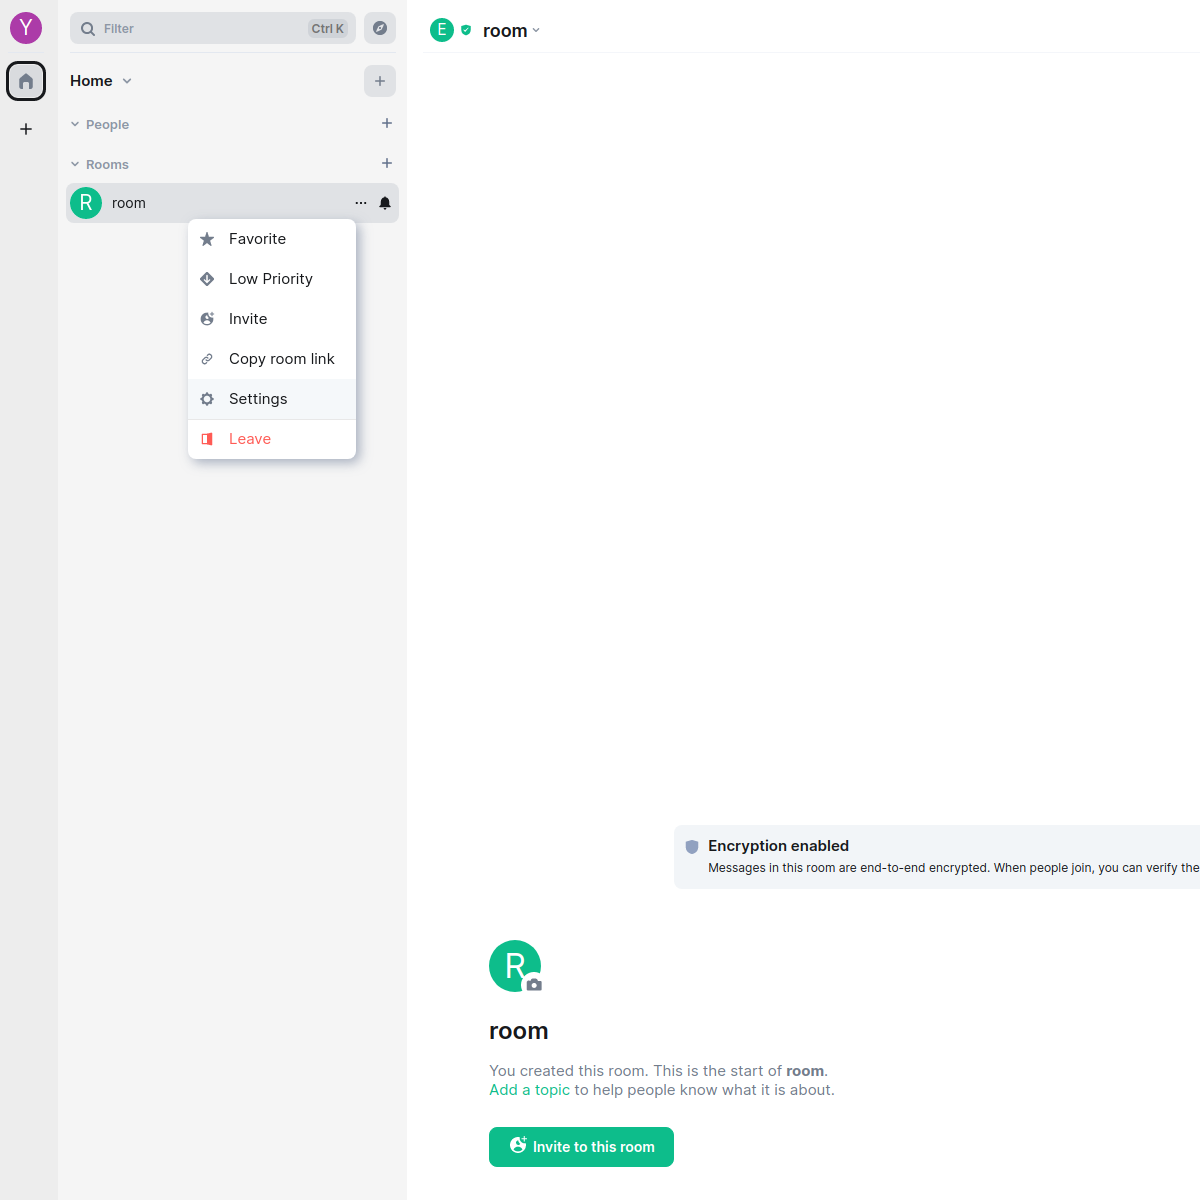 Y
Filter
Ctrl K
Home
People
Rooms
R
room
Favorite
Low Priority
Invite
Copy room link
Settings
Leave
E
room
Encryption enabled
Messages in this room are end-to-end encrypted. When people join, you can verify the
R
room
You created this room. This is the start of room.
Add a topic to help people know what it is about.
Invite to this room